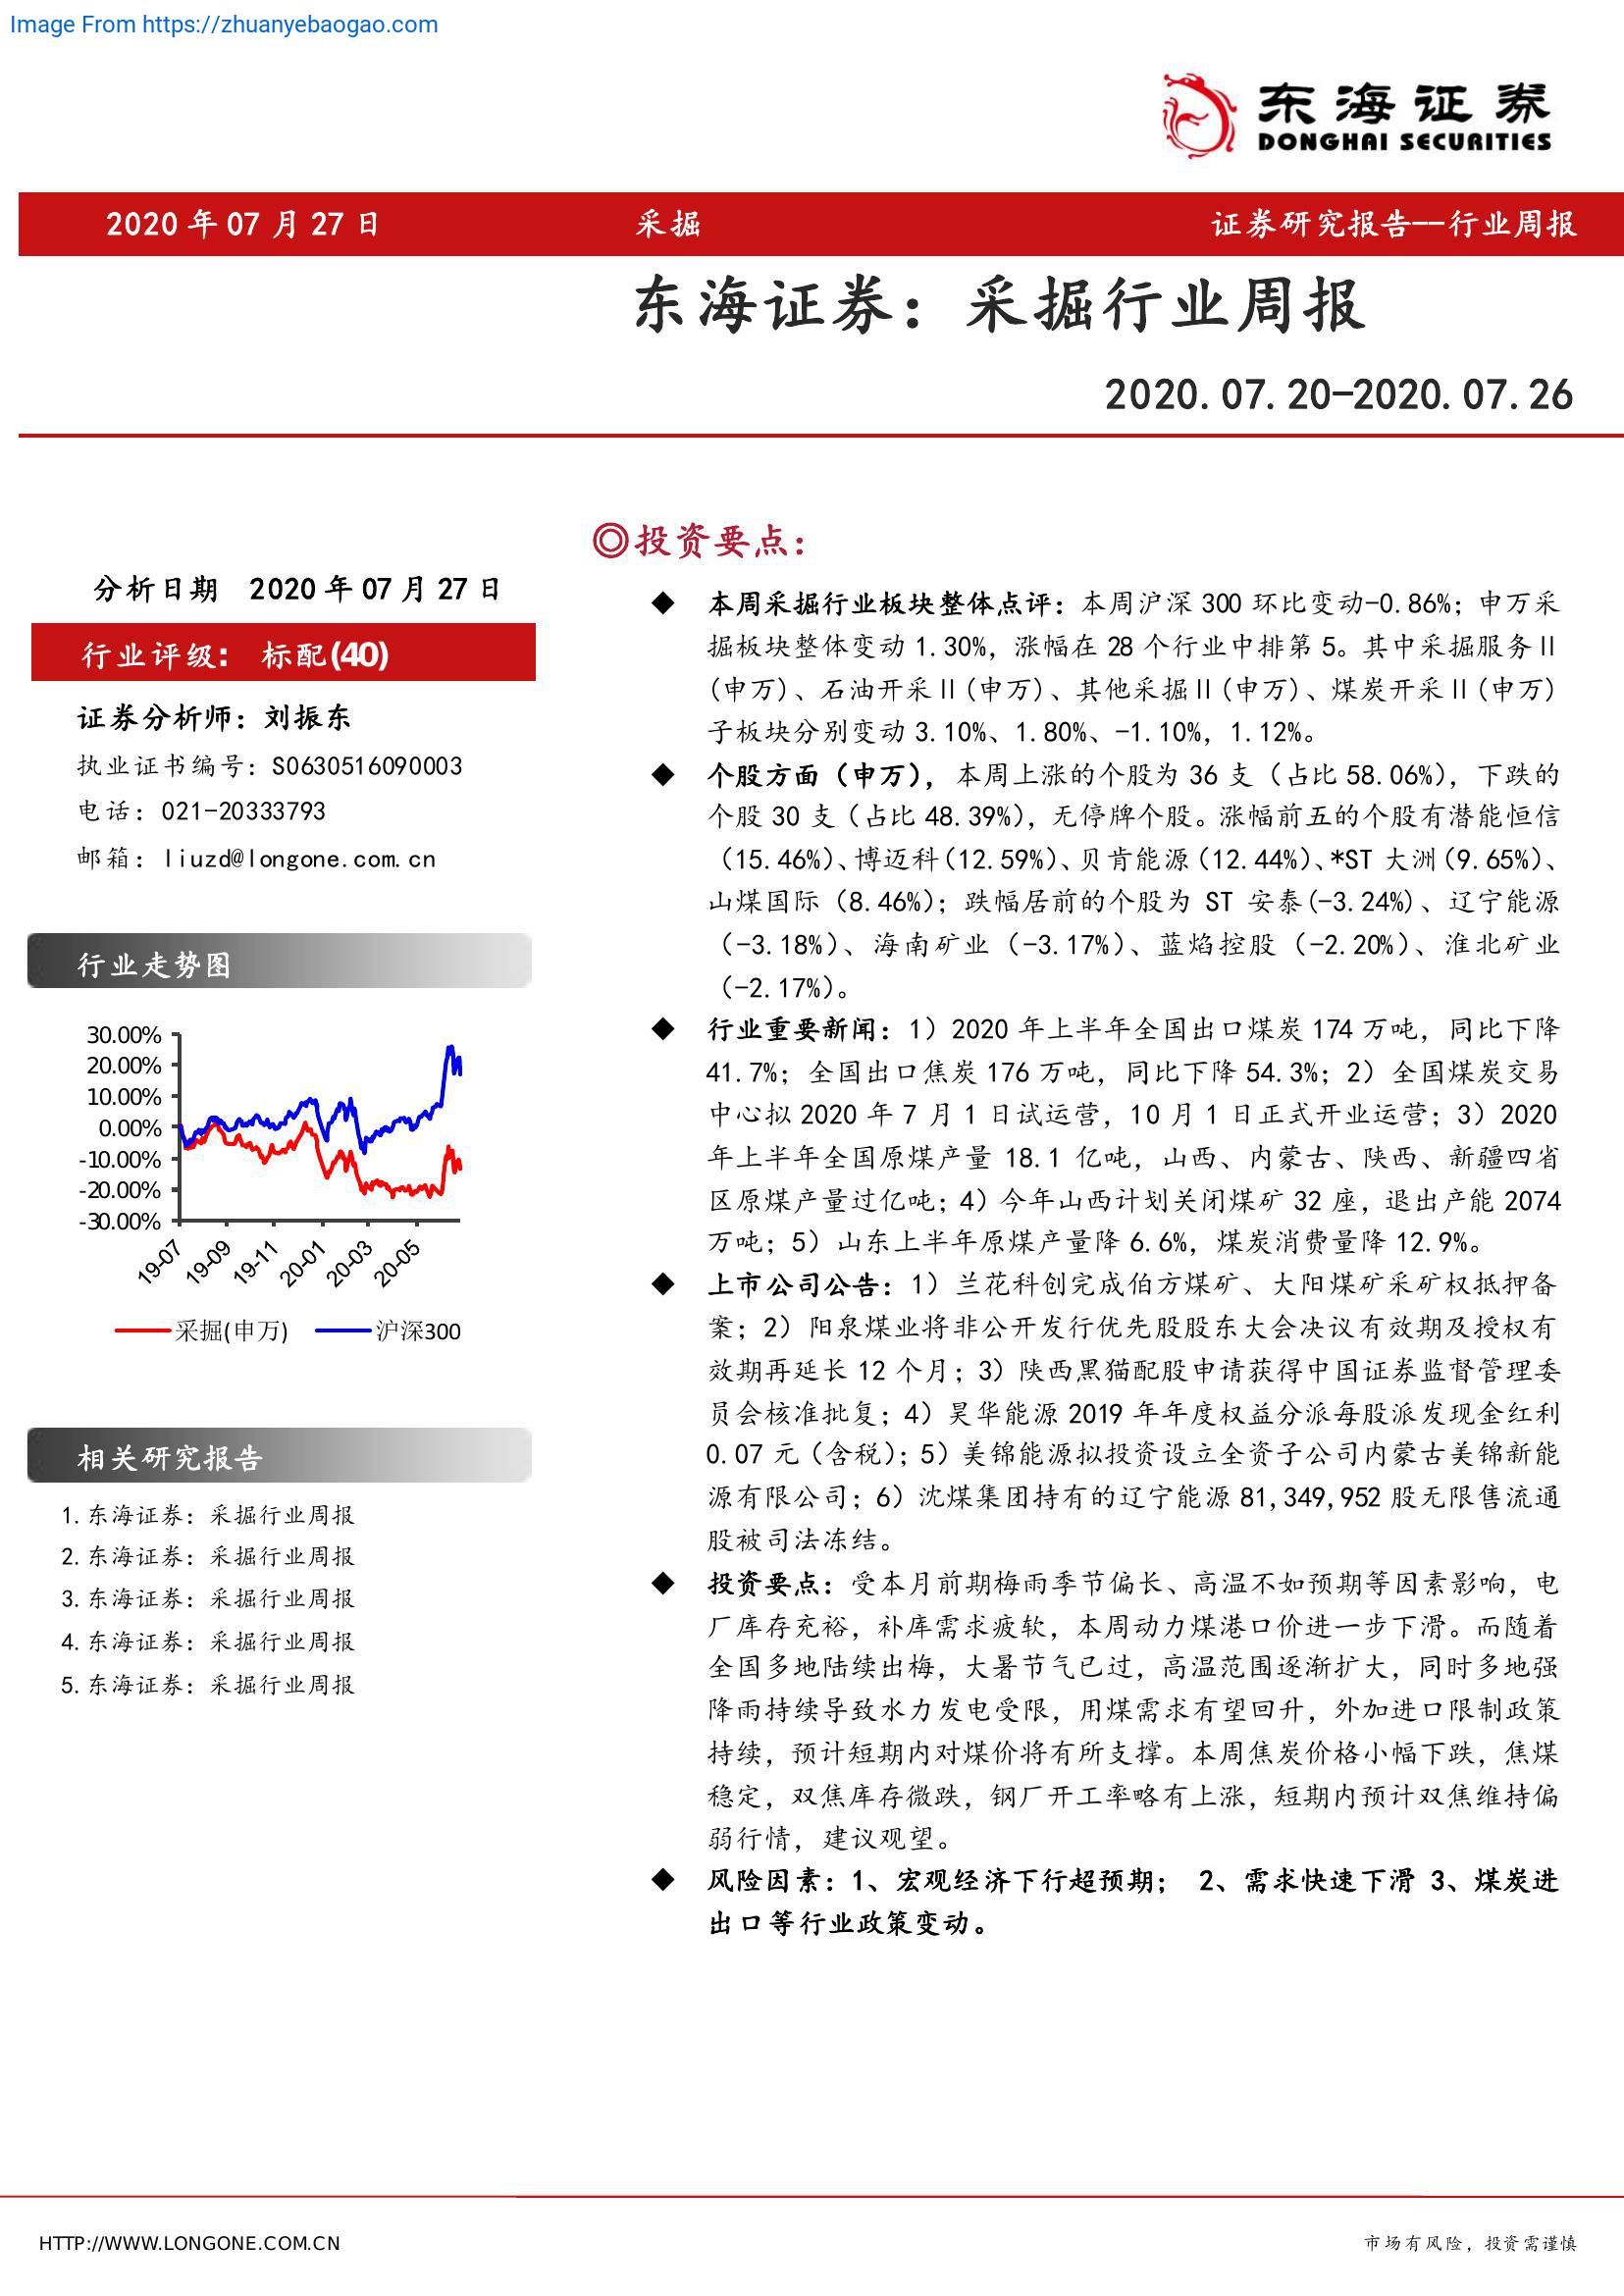 Image From https://zhuanyebaogao.com
东海证券
DONGHAI SECURITIES
2020 年 07 月 27 日 采掘 证券研究报告——行业周报
东海证券：采掘行业周报
2020.07.20-2020.07.26
分析日期 2020 年 07 月 27 日
行业评级: 标配(40)
证券分析师：刘振东
执业证书编号：S0630516090003
电话：021-20333793
邮箱：liuzd@longone.com.cn
行业走势图
30.00%
20.00%
10.00%
0.00%
-10.00%
-20.00%
-30.00%
19-07 19-09 19-11 20-01 20-03 20-05
采掘(申万) 沪深300
相关研究报告
1.东海证券：采掘行业周报
2.东海证券：采掘行业周报
3.东海证券：采掘行业周报
4.东海证券：采掘行业周报
5.东海证券：采掘行业周报
◎投资要点：
◆ 本周采掘行业板块整体点评：本周沪深 300 环比变动-0.86%；申万采
掘板块整体变动 1.30%，涨幅在 28 个行业中排第 5。其中采掘服务Ⅱ
(申万)、石油开采Ⅱ(申万)、其他采掘Ⅱ(申万)、煤炭开采Ⅱ(申万)
子板块分别变动 3.10%、1.80%、-1.10%，1.12%。
◆ 个股方面（申万），本周上涨的个股为 36 支（占比 58.06%），下跌的
个股 30 支（占比 48.39%），无停牌个股。涨幅前五的个股有潜能恒信
（15.46%）、博迈科（12.59%）、贝肯能源（12.44%）、*ST 大洲（9.65%）、
山煤国际（8.46%）；跌幅居前的个股为 ST 安泰(-3.24%)、辽宁能源
（-3.18%）、海南矿业（-3.17%）、蓝焰控股（-2.20%）、淮北矿业
（-2.17%）。
◆ 行业重要新闻：1）2020 年上半年全国出口煤炭 174 万吨，同比下降
41.7%；全国出口焦炭 176 万吨，同比下降 54.3%；2）全国煤炭交易
中心拟 2020 年 7 月 1 日试运营，10 月 1 日正式开业运营；3）2020
年上半年全国原煤产量 18.1 亿吨，山西、内蒙古、陕西、新疆四省
区原煤产量过亿吨；4）今年山西计划关闭煤矿 32 座，退出产能 2074
万吨；5）山东上半年原煤产量降 6.6%，煤炭消费量降 12.9%。
◆ 上市公司公告：1）兰花科创完成伯方煤矿、大阳煤矿采矿权抵押备
案；2）阳泉煤业将非公开发行优先股股东大会决议有效期及授权有
效期再延长 12 个月；3）陕西黑猫配股申请获得中国证券监督管理委
员会核准批复；4）昊华能源 2019 年年度权益分派每股派发现金红利
0.07 元（含税）；5）美锦能源拟投资设立全资子公司内蒙古美锦新能
源有限公司；6）沈煤集团持有的辽宁能源 81,349,952 股无限售流通
股被司法冻结。
◆ 投资要点：受本月前期梅雨季节偏长、高温不如预期等因素影响，电
厂库存充裕，补库需求疲软，本周动力煤港口价进一步下滑。而随着
全国多地陆续出梅，大暑节气已过，高温范围逐渐扩大，同时多地强
降雨持续导致水力发电受限，用煤需求有望回升，外加进口限制政策
持续，预计短期内对煤价将有所支撑。本周焦炭价格小幅下跌，焦煤
稳定，双焦库存微跌，钢厂开工率略有上涨，短期内预计双焦维持偏
弱行情，建议观望。
◆ 风险因素：1、宏观经济下行超预期； 2、需求快速下滑 3、煤炭进
出口等行业政策变动。
HTTP://WWW.LONGONE.COM.CN 市场有风险，投资需谨慎